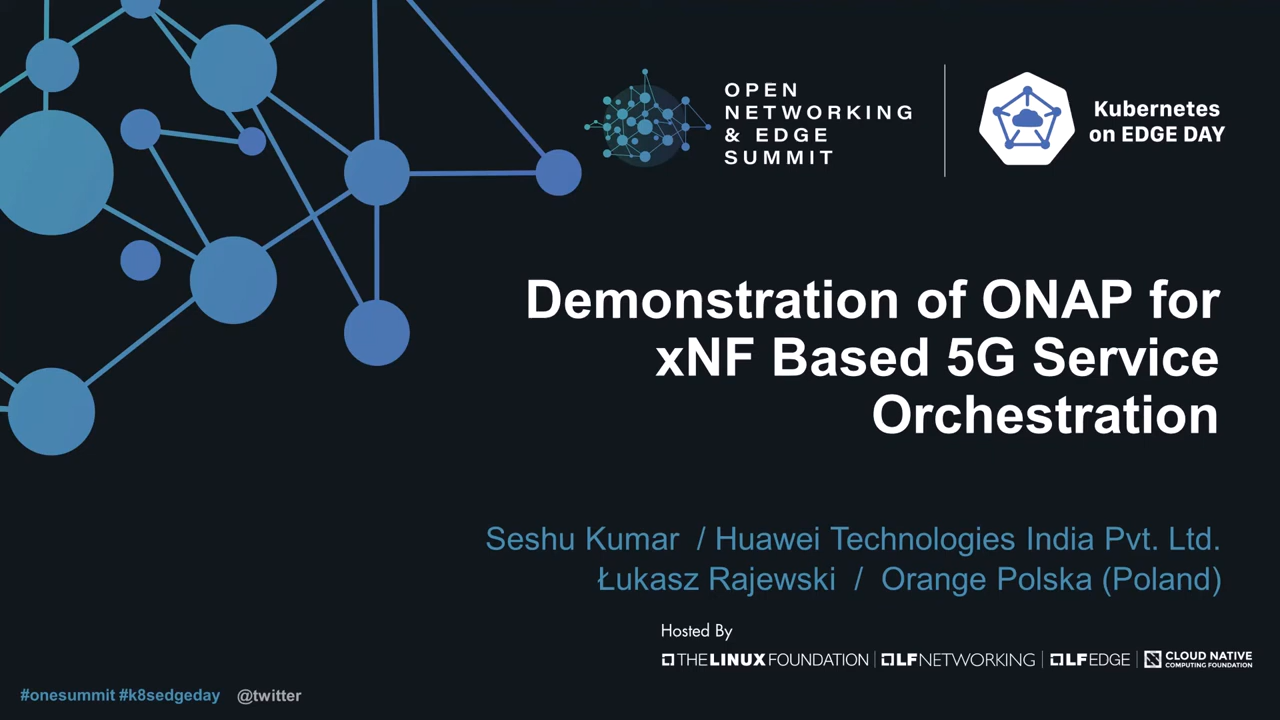 OPEN
NETWORKING
& EDGE
SUMMIT
Kubernetes
on EDGE DAY
Demonstration of ONAP for
xNF Based 5G Service
Orchestration
Seshu Kumar / Huawei Technologies India Pvt. Ltd.
Łukasz Rajewski / Orange Polska (Poland)
Hosted By
THE LINUX FOUNDATION | LF NETWORKING | LF EDGE | CLOUD NATIVE
COMPUTING FOUNDATION
#onesummit #k8sedgeday @twitter